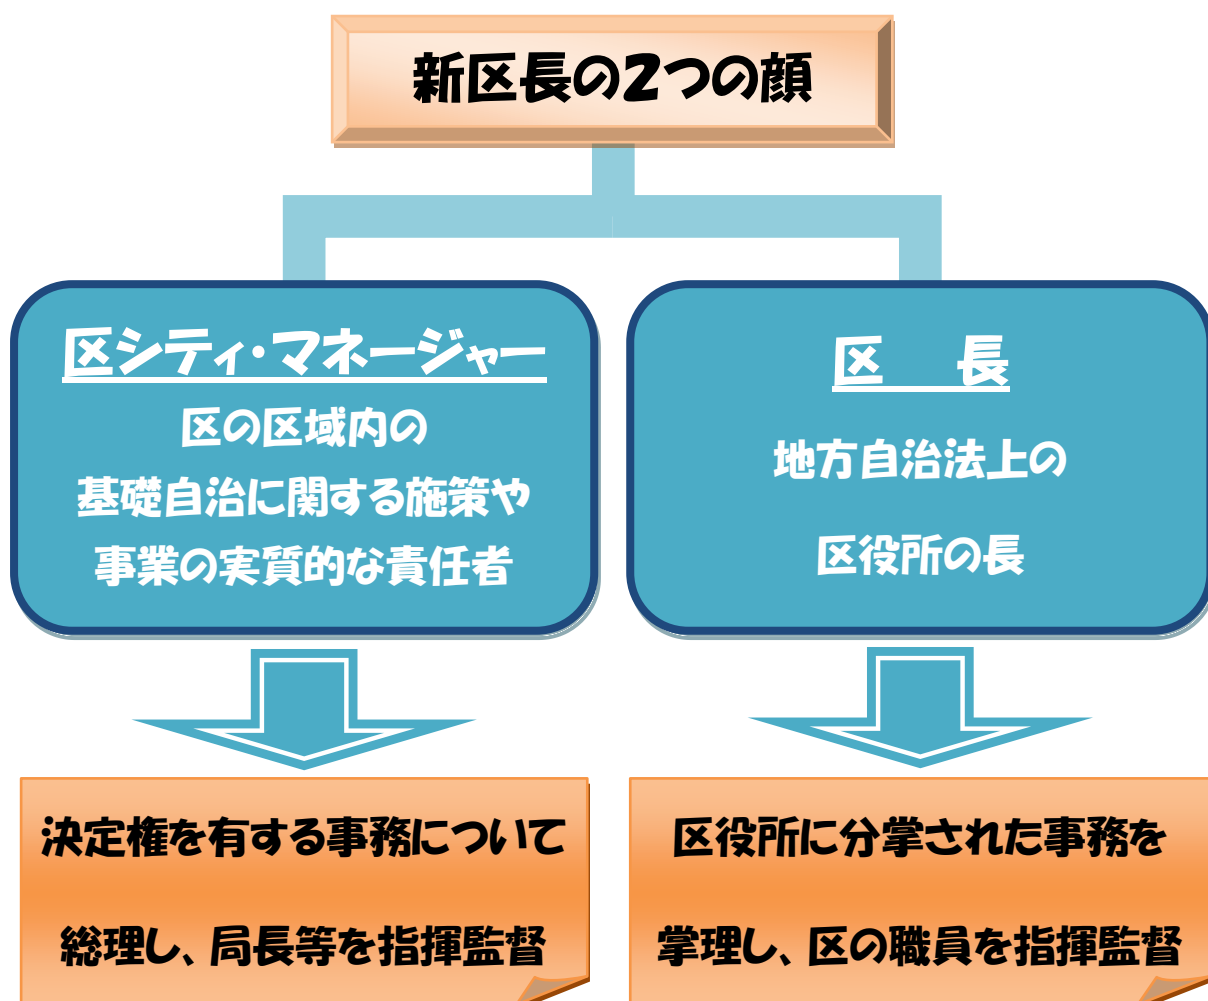 新区長の2つの顔
区シティ・マネージャー
区の区域内の
基礎自治に関する施策や
事業の実質的な責任者
区　長
地方自治法上の
区役所の長
決定権を有する事務について
総理し、局長等を指揮監督
区役所に分掌された事務を
掌理し、区の職員を指揮監督